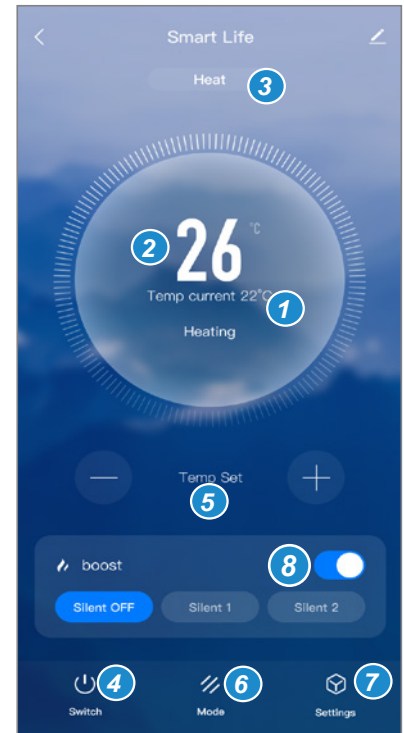 Smart Life
Heat 3
2 26 °C
Temp current 22°C 1
Heating
Temp Set
5
boost 8
Silent OFF Silent 1 Silent 2
4 6 7
Switch Mode Settings